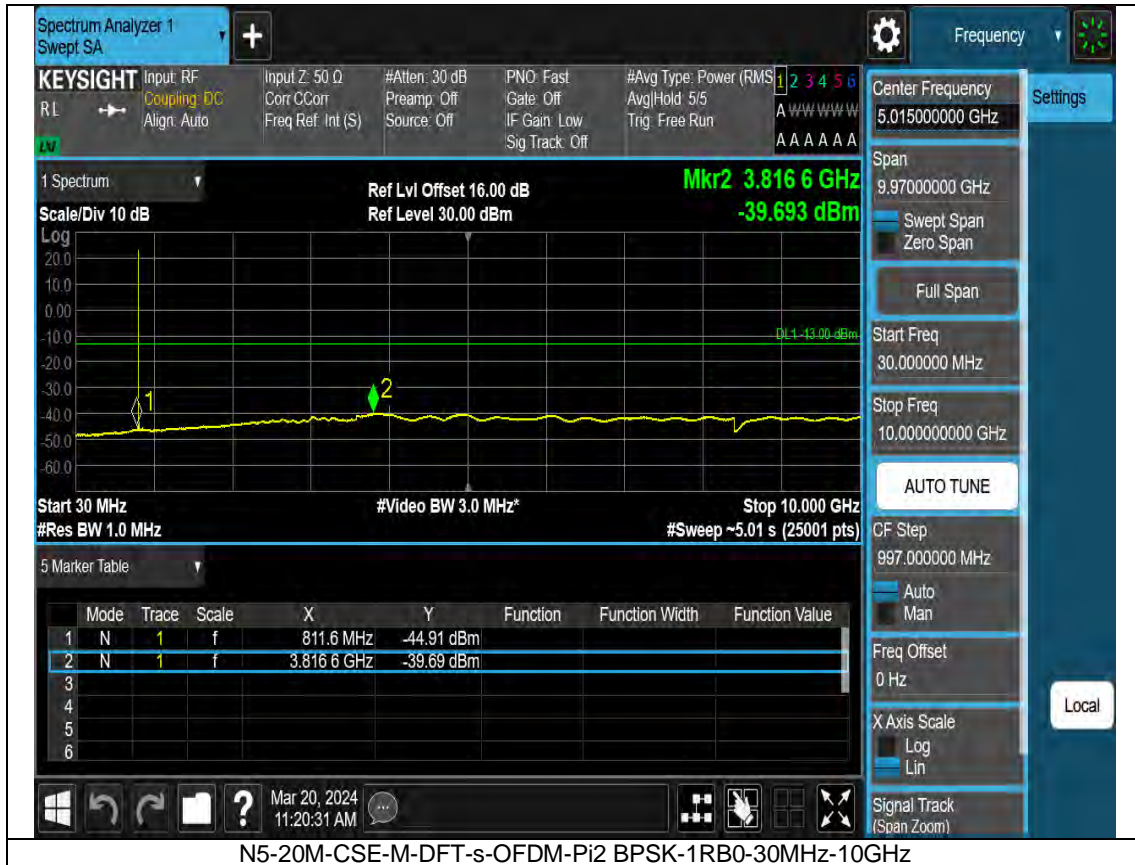 Spectrum Analyzer 1
Swept SA
Frequency
KEYSIGHT
RL
LXI
Input: RF
Coupling: DC
Align: Auto
Input Z: 50 Ω
Corr CCorr
Freq Ref: Int (S)
#Atten: 30 dB
Preamp: Off
Source: Off
PNO: Fast
Gate: Off
IF Gain: Low
Sig Track: Off
#Avg Type: Power (RMS
Avg|Hold: 5/5
Trig: Free Run
1 2 3 4 5 6
A W W W W W
A A A A A A
1 Spectrum
Scale/Div 10 dB
Ref Lvl Offset 16.00 dB
Ref Level 30.00 dBm
Mkr2 3.816 6 GHz
-39.693 dBm
Log
20.0
10.0
0.00
-10.0
-20.0
-30.0
-40.0
-50.0
-60.0
DL1 -13.00 dBm
1
2
Start 30 MHz
#Res BW 1.0 MHz
#Video BW 3.0 MHz*
Stop 10.000 GHz
#Sweep ~5.01 s (25001 pts)
5 Marker Table
Mode Trace Scale X Y Function Function Width Function Value
1 N 1 f 811.6 MHz -44.91 dBm
2 N 1 f 3.816 6 GHz -39.69 dBm
3
4
5
6
Mar 20, 2024
11:20:31 AM
Center Frequency
5.015000000 GHz
Settings
Span
9.97000000 GHz
Swept Span
Zero Span
Full Span
Start Freq
30.000000 MHz
Stop Freq
10.000000000 GHz
AUTO TUNE
CF Step
997.000000 MHz
Auto
Man
Freq Offset
0 Hz
Local
X Axis Scale
Log
Lin
Signal Track
(Span Zoom)
N5-20M-CSE-M-DFT-s-OFDM-Pi2 BPSK-1RB0-30MHz-10GHz